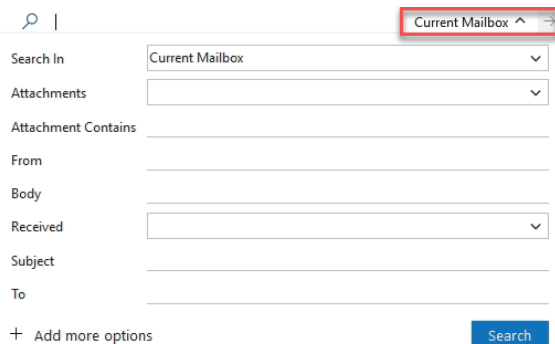 Current Mailbox
Search In Current Mailbox
Attachments
Attachment Contains
From
Body
Received
Subject
To
+ Add more options Search